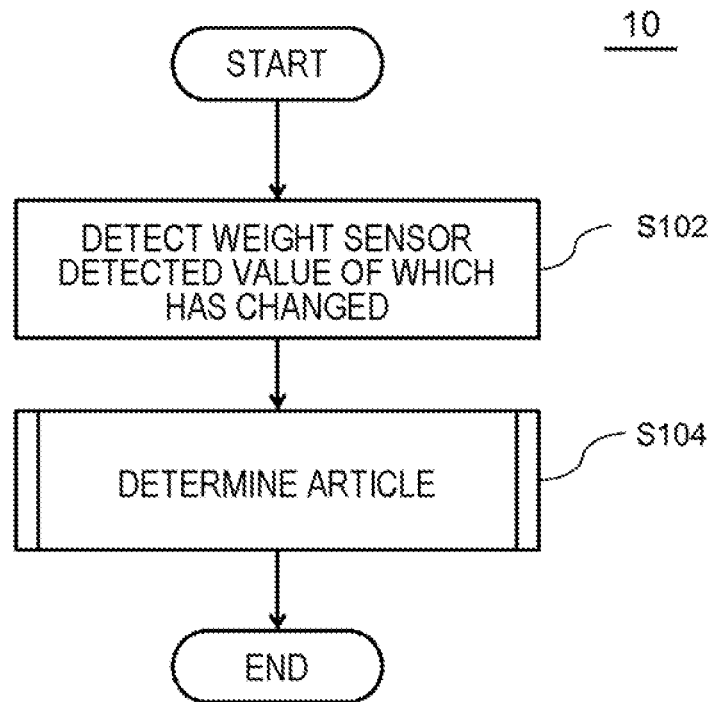 10
START
DETECT WEIGHT SENSOR
DETECTED VALUE OF WHICH
HAS CHANGED
S102
DETERMINE ARTICLE
S104
END